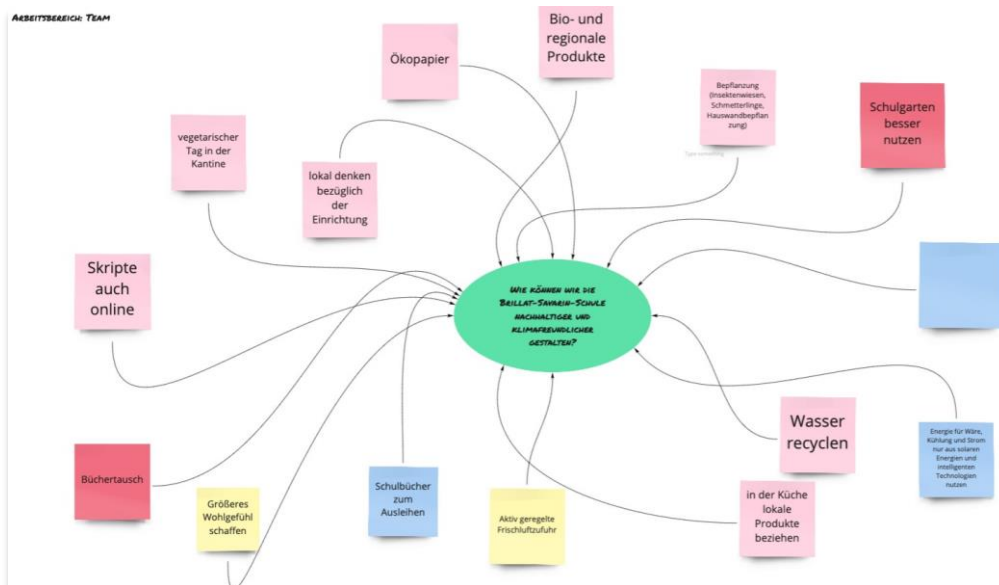 Arbeitsbereich: Team
Ökopapier
Bio- und
regionale
Produkte
Bepflanzung
(Insektenwiesen,
Schmetterlinge,
Hauswandbepflan
zung)
Type something
Schulgarten
besser
nutzen
vegetarischer
Tag in der
Kantine
lokal denken
bezüglich
der
Einrichtung
Skripte
auch
online
Wie können wir die
Brillat-Savarin-Schule
nachhaltiger und
klimafreundlicher
gestalten?
Wasser
recyclen
Energie für Wäre,
Kühlung und Strom
nur aus solaren
Energien und
intelligenten
Technologien
nutzen
Büchertausch
Größeres
Wohlgefühl
schaffen
Schulbücher
zum
Ausleihen
Aktiv geregelte
Frischluftzufuhr
in der Küche
lokale
Produkte
beziehen